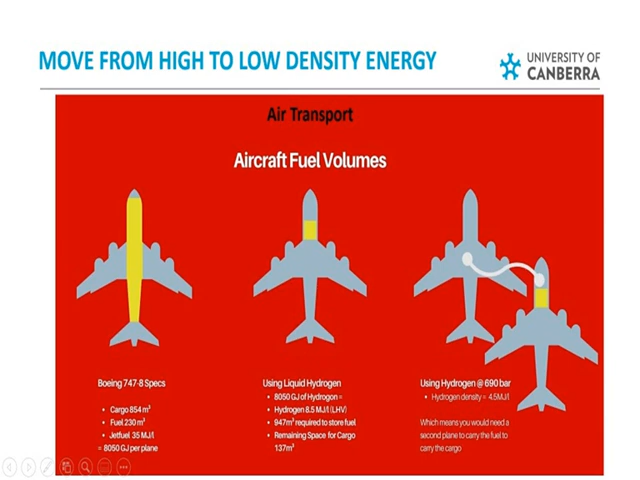 MOVE FROM HIGH TO LOW DENSITY ENERGY
UNIVERSITY OF
CANBERRA
Air Transport
Aircraft Fuel Volumes
Boeing 747-8 Specs
• Cargo 854 m³
• Fuel 230 m³
• Jetfuel 35 MJ/l
= 8050 GJ per plane
Using Liquid Hydrogen
• 8050 GJ of Hydrogon =
• Hydrogen 8.5 MJ/l (LHV)
• 947m³ required to store fuel
• Remaining Space for Cargo
137m³
Using Hydrogen @ 690 bar
• Hydrogen density = 4.5MJ/l
Which means you would need a
second plane to carry the fuel to
carry the cargo